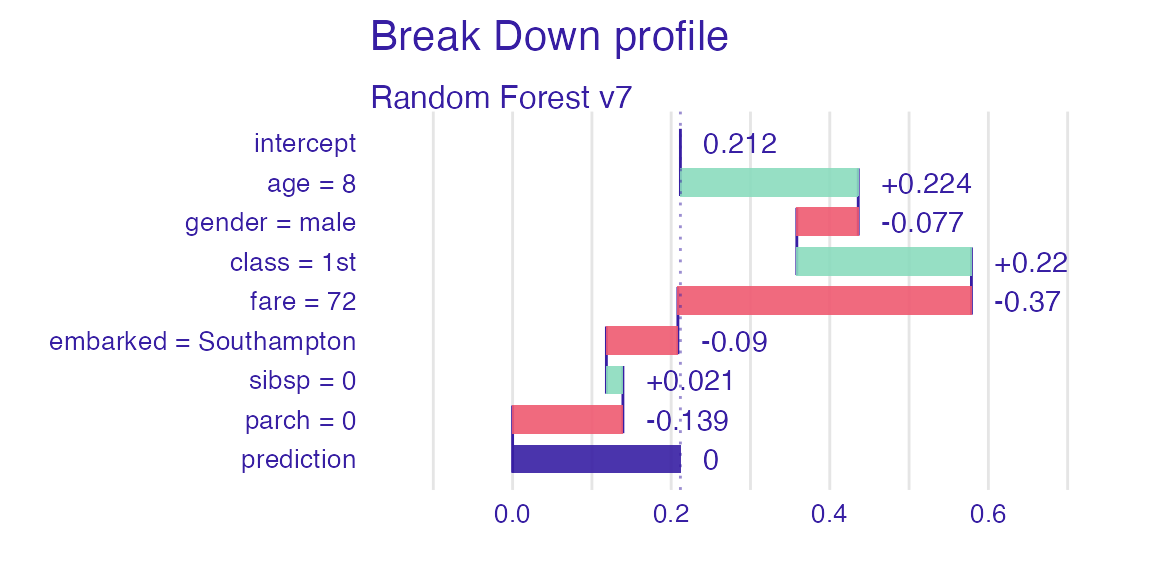 Break Down profile
Random Forest v7
intercept 0.212
age = 8 +0.224
gender = male -0.077
class = 1st +0.22
fare = 72 -0.37
embarked = Southampton -0.09
sibsp = 0 +0.021
parch = 0 -0.139
prediction 0
0.0 0.2 0.4 0.6